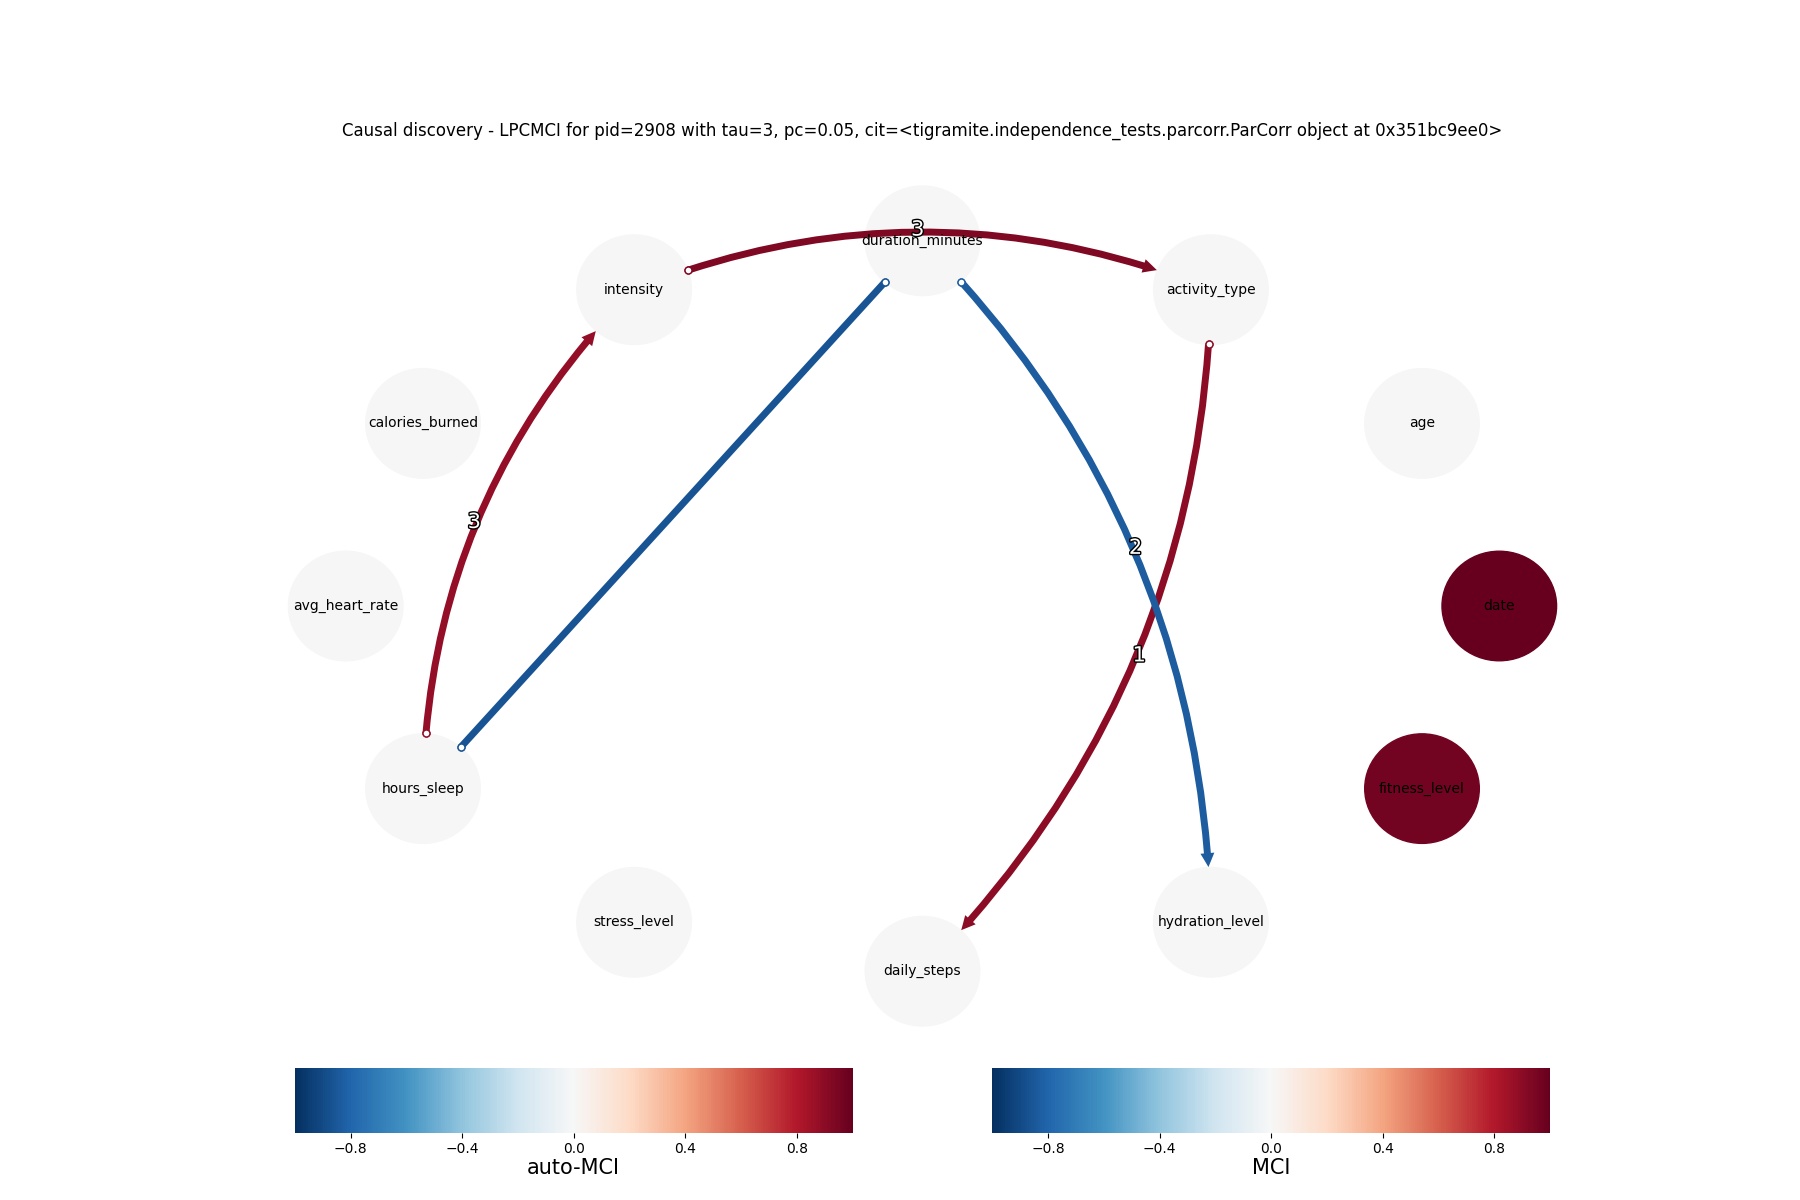 Causal discovery - LPCMCI for pid=2908 with tau=3, pc=0.05, cit=<tigramite.independence_tests.parcorr.ParCorr object at 0x351bc9ee0>
3
duration_minutes
intensity
activity_type
calories_burned
age
3
2
avg_heart_rate
date
1
hours_sleep
fitness_level
stress_level
hydration_level
daily_steps
−0.8 −0.4 0.0 0.4 0.8
auto-MCI
−0.8 −0.4 0.0 0.4 0.8
MCI